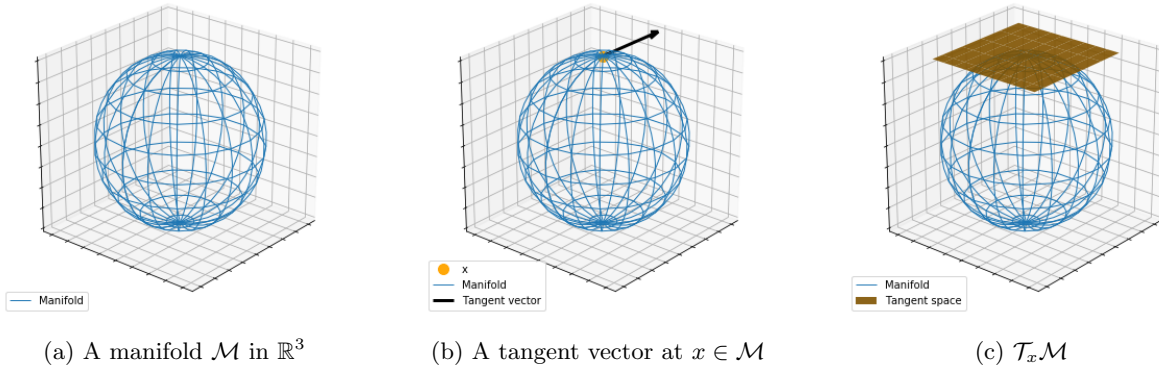 Manifold
x
Manifold
Tangent vector
Manifold
Tangent space
(a) A manifold ℳ in ℝ³
(b) A tangent vector at x ∈ ℳ
(c) 𝒯ₓℳ